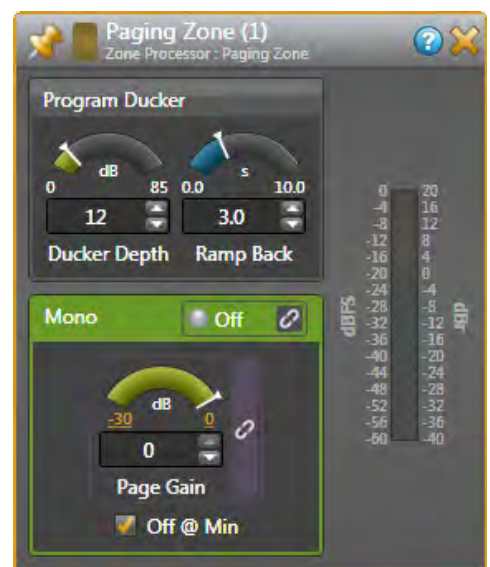 Paging Zone (1)
Zone Processor : Paging Zone
?
Program Ducker
dB s
0 85 0.0 10.0
12 3.0
Ducker Depth Ramp Back
Mono Off
dB
-30 0
0
Page Gain
Off @ Min
0 20
-4 16
-8 12
-12 8
-16 4
-20 0
-24 -4
-28 -8
-32 -12
-36 -16
-40 -20
-44 -24
-48 -28
-52 -32
-56 -36
-60 -40
dBFS